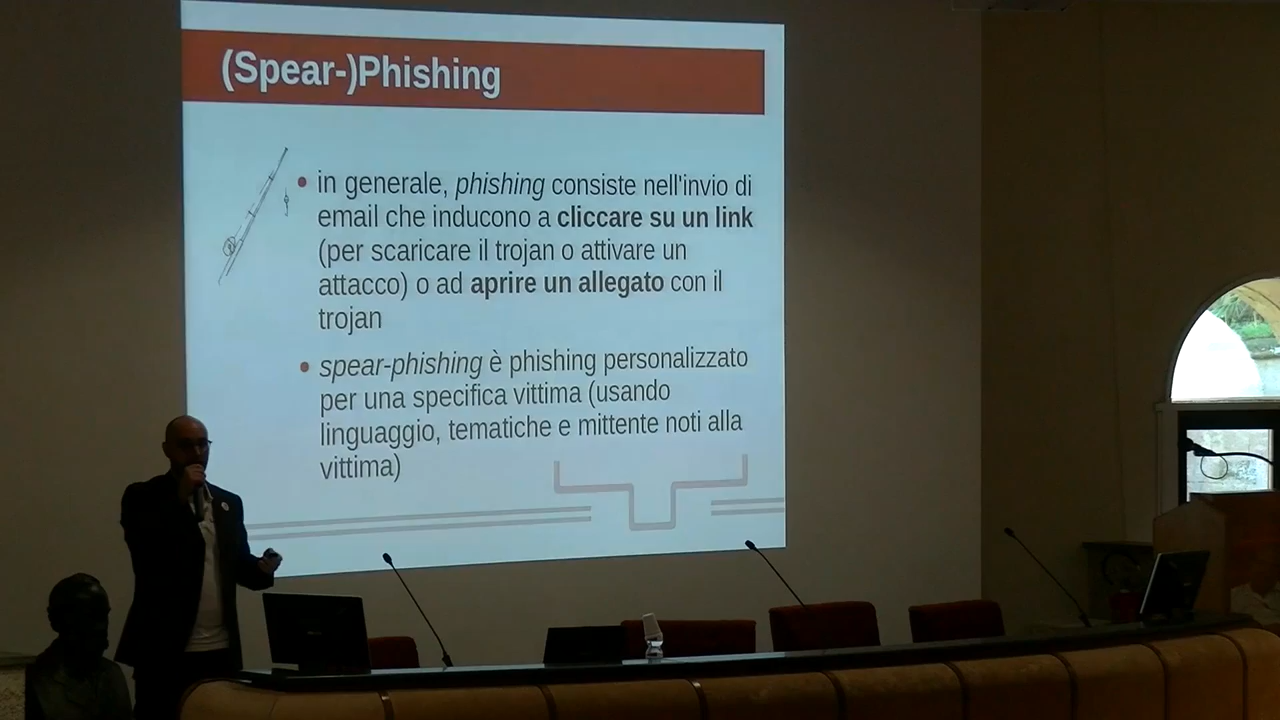 (Spear-)Phishing
in generale, phishing consiste nell'invio di
email che inducono a cliccare su un link
(per scaricare il trojan o attivare un
attacco) o ad aprire un allegato con il
trojan
spear-phishing è phishing personalizzato
per una specifica vittima (usando
linguaggio, tematiche e mittente noti alla
vittima)